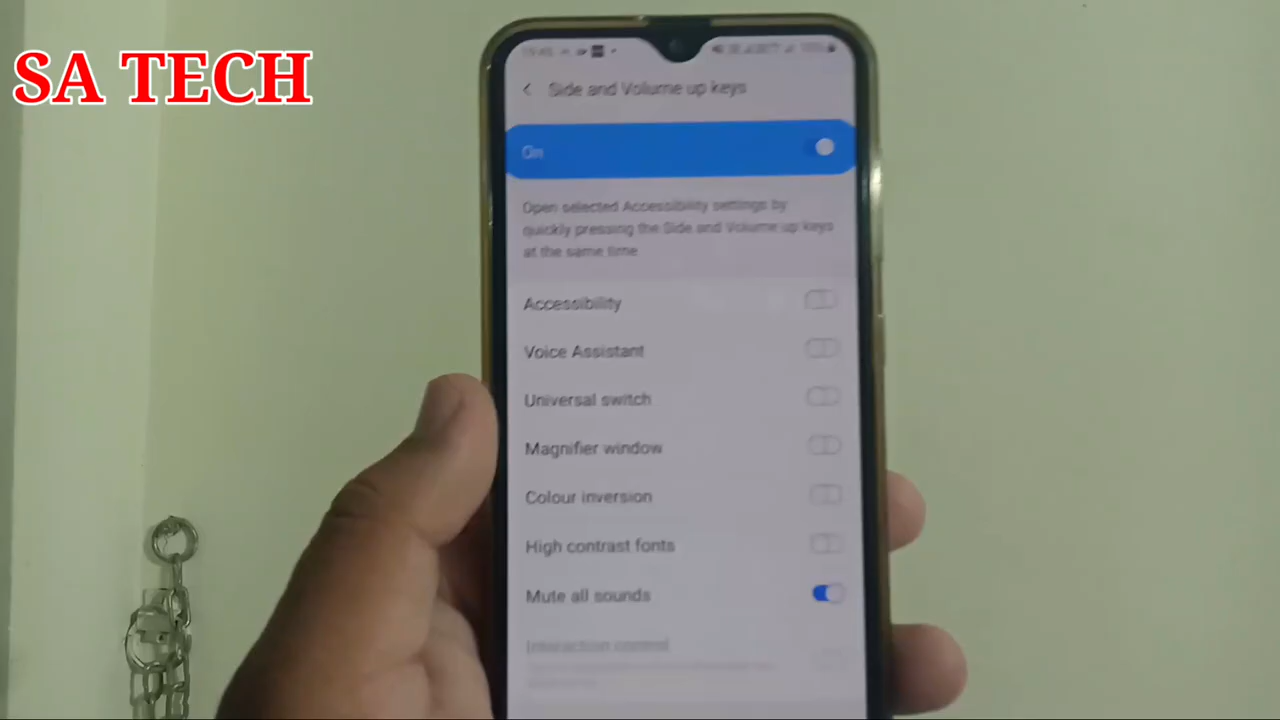 SA TECH
Side and Volume up keys
On
Open selected Accessibility settings by
quickly pressing the Side and Volume up keys
at the same time
Accessibility
Voice Assistant
Universal switch
Magnifier window
Colour inversion
High contrast fonts
Mute all sounds
Interaction control